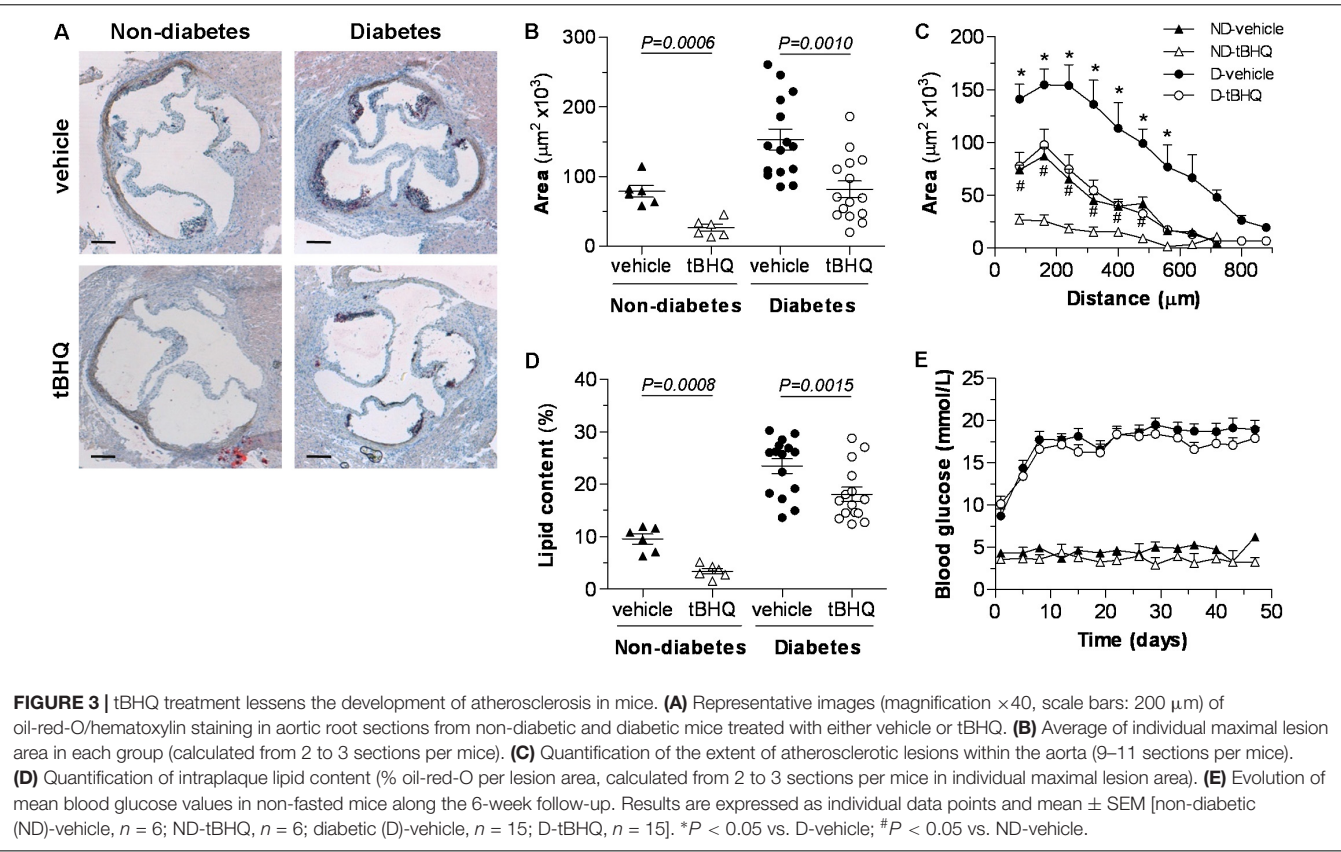 A
Non-diabetes
Diabetes
vehicle
tBHQ
B
Area (μm² x10³)
300
200
100
0
P=0.0006
P=0.0010
vehicle
tBHQ
vehicle
tBHQ
Non-diabetes
Diabetes
C
Area (μm² x10³)
200
150
100
50
0
* * * * * * *
# # # # # #
ND-vehicle
ND-tBHQ
D-vehicle
D-tBHQ
0 200 400 600 800
Distance (μm)
D
Lipid content (%)
40
30
20
10
0
P=0.0008
P=0.0015
vehicle
tBHQ
vehicle
tBHQ
Non-diabetes
Diabetes
E
Blood glucose (mmol/L)
25
20
15
10
5
0
0 10 20 30 40 50
Time (days)
FIGURE 3 | tBHQ treatment lessens the development of atherosclerosis in mice. (A) Representative images (magnification ×40, scale bars: 200 μm) of
oil-red-O/hematoxylin staining in aortic root sections from non-diabetic and diabetic mice treated with either vehicle or tBHQ. (B) Average of individual maximal lesion
area in each group (calculated from 2 to 3 sections per mice). (C) Quantification of the extent of atherosclerotic lesions within the aorta (9–11 sections per mice).
(D) Quantification of intraplaque lipid content (% oil-red-O per lesion area, calculated from 2 to 3 sections per mice in individual maximal lesion area). (E) Evolution of
mean blood glucose values in non-fasted mice along the 6-week follow-up. Results are expressed as individual data points and mean ± SEM [non-diabetic
(ND)-vehicle, n = 6; ND-tBHQ, n = 6; diabetic (D)-vehicle, n = 15; D-tBHQ, n = 15]. *P < 0.05 vs. D-vehicle; #P < 0.05 vs. ND-vehicle.